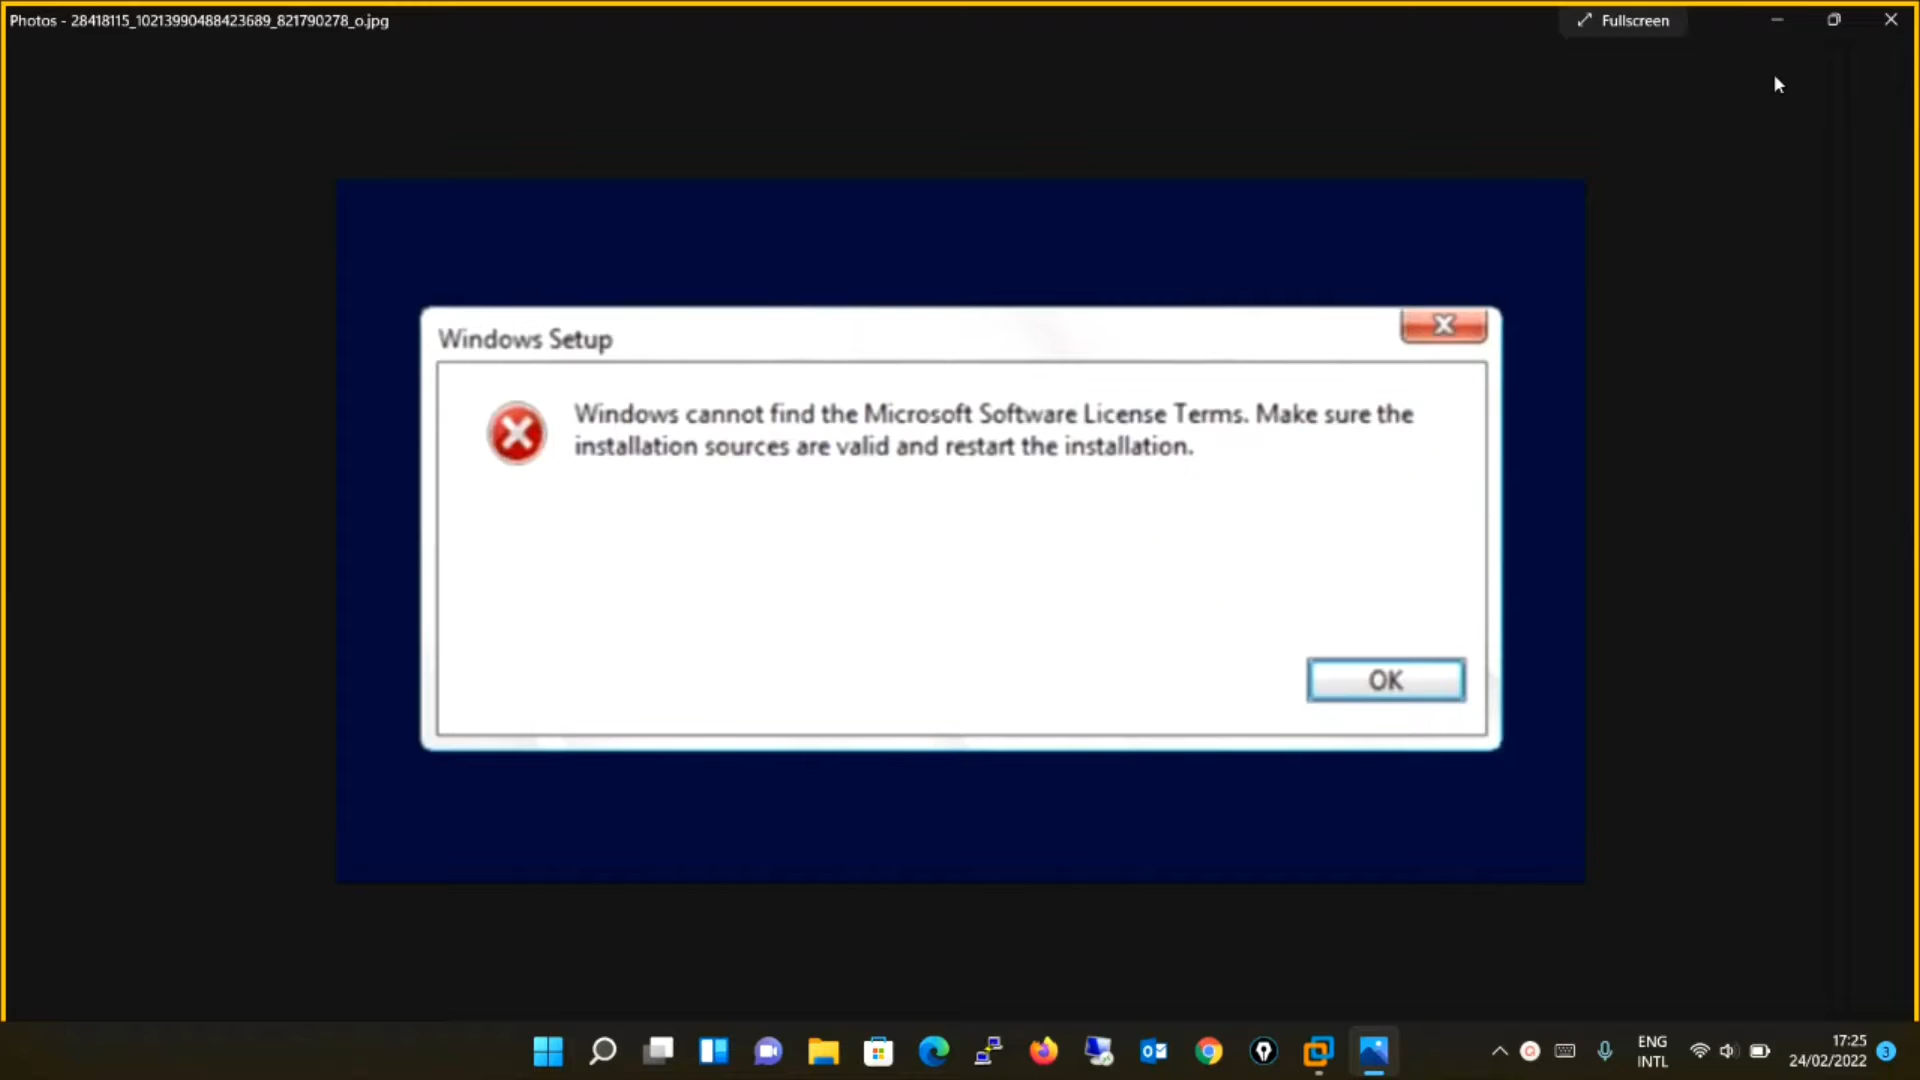 Photos - 28418115_10213990488423689_821790278_o.jpg
Fullscreen
Windows Setup
Windows cannot find the Microsoft Software License Terms. Make sure the
installation sources are valid and restart the installation.
OK
ENG
INTL
17:25
24/02/2022
3